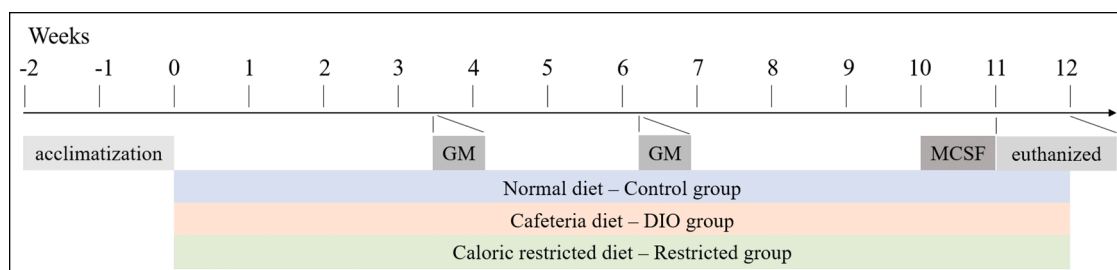 Weeks
-2 -1 0 1 2 3 4 5 6 7 8 9 10 11 12
acclimatization GM GM MCSF euthanized
Normal diet – Control group
Cafeteria diet – DIO group
Caloric restricted diet – Restricted group